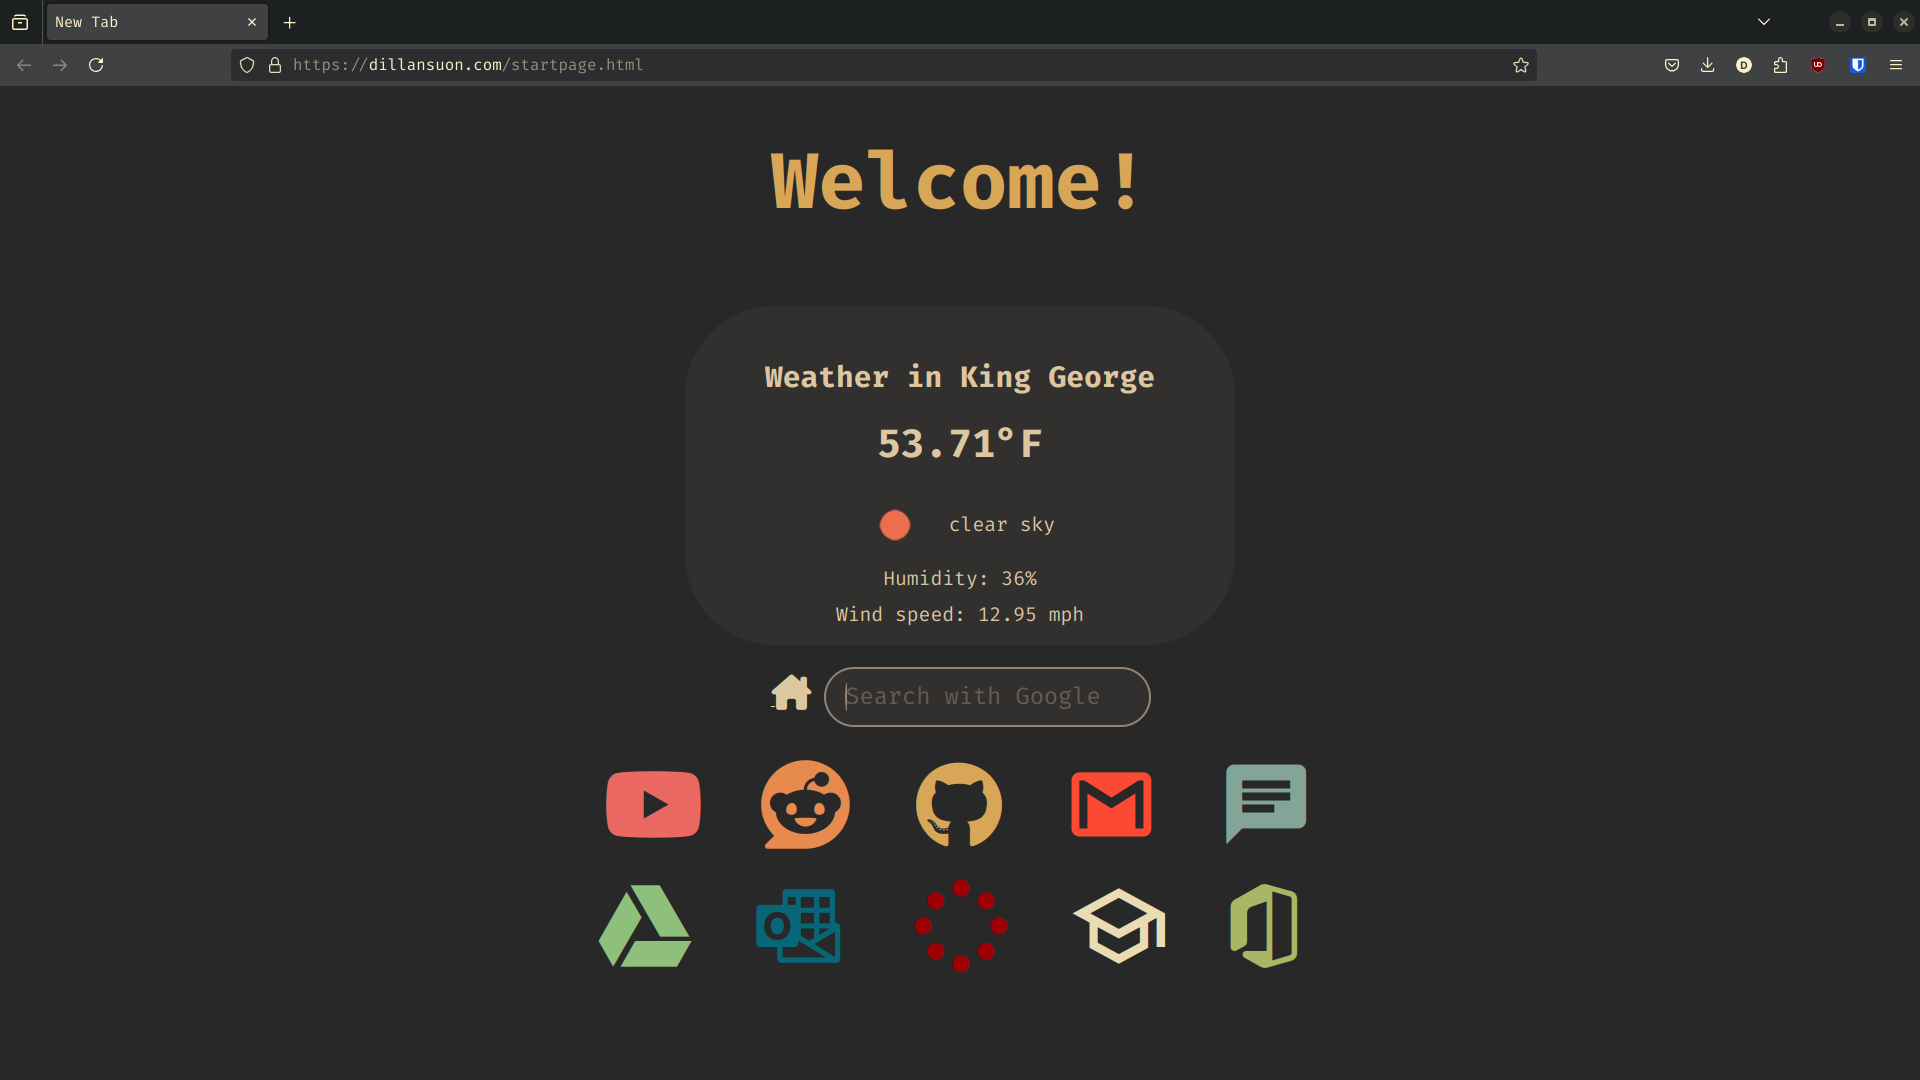 New Tab
https://dillansuon.com/startpage.html
D
UD
Welcome!
Weather in King George
53.71°F
clear sky
Humidity: 36%
Wind speed: 12.95 mph
Search with Google